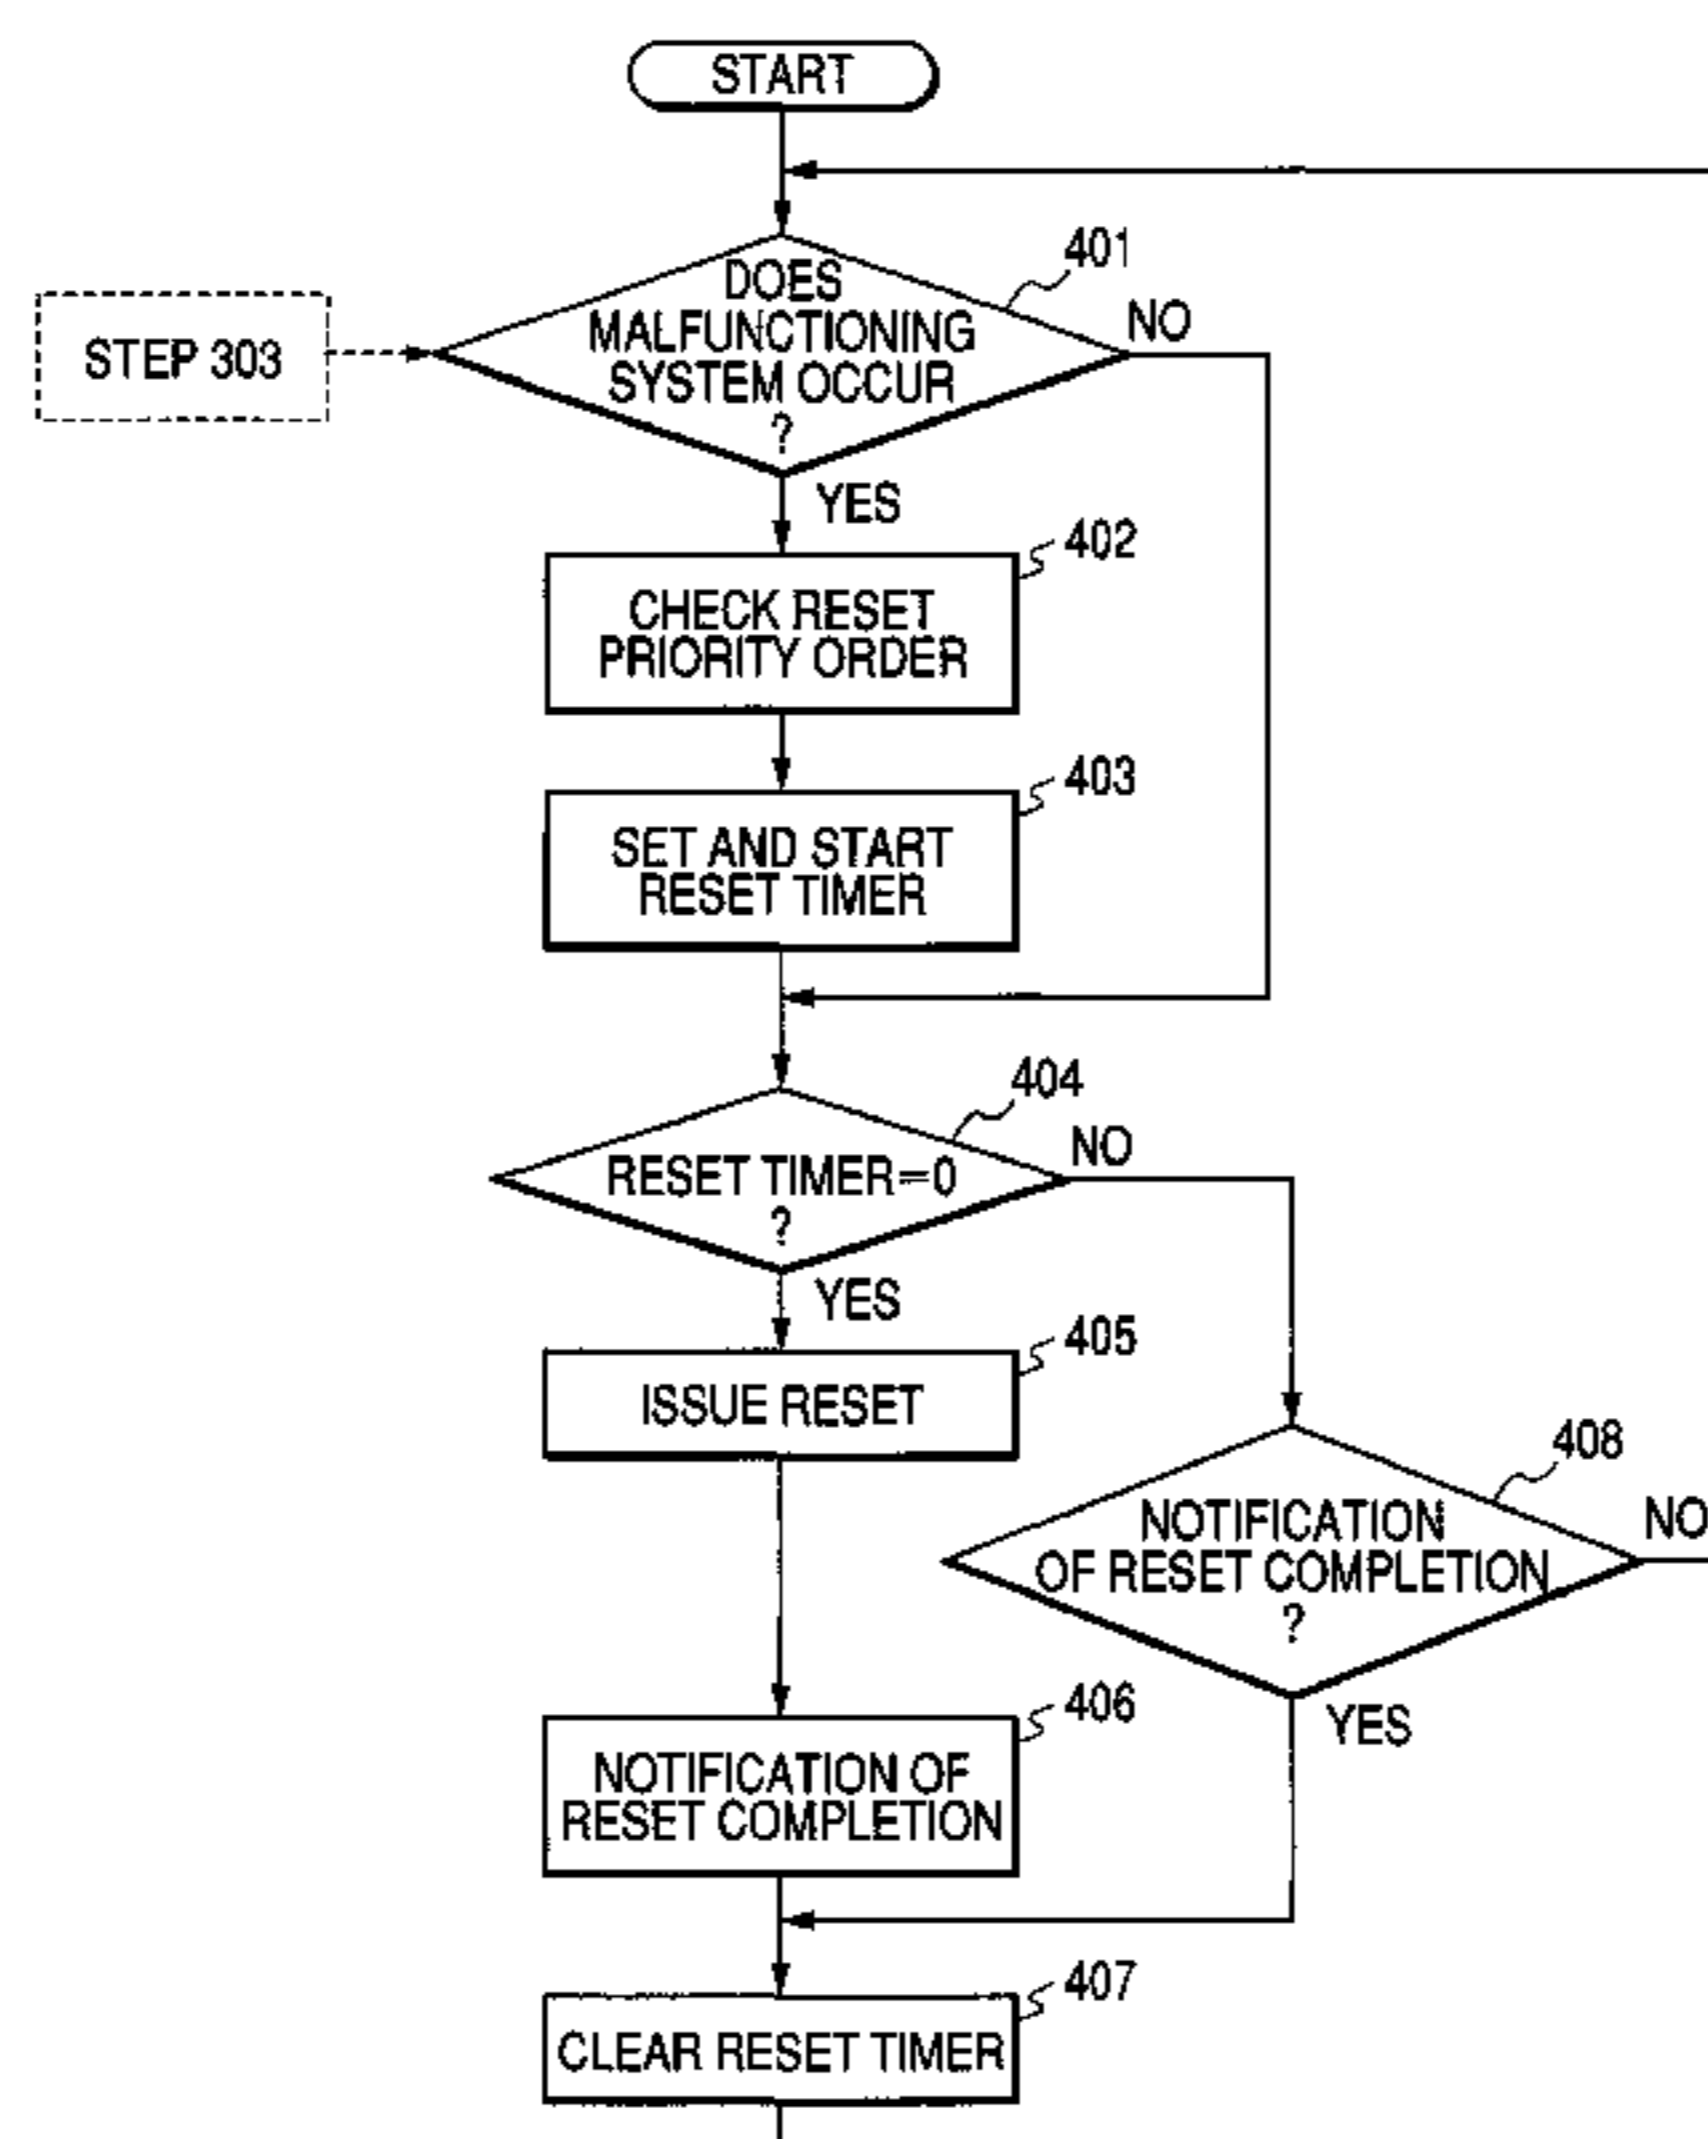 START
401
DOES
MALFUNCTIONING
SYSTEM OCCUR
?
NO
STEP 303
YES
402
CHECK RESET
PRIORITY ORDER
403
SET AND START
RESET TIMER
404
RESET TIMER=0
?
NO
YES
405
ISSUE RESET
408
NOTIFICATION
OF RESET COMPLETION
?
NO
YES
406
NOTIFICATION OF
RESET COMPLETION
407
CLEAR RESET TIMER